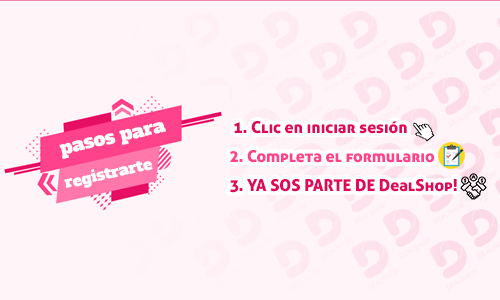 pasos para
registrarte
1. Clic en iniciar sesión
2. Completa el formulario
3. YA SOS PARTE DE DealShop!